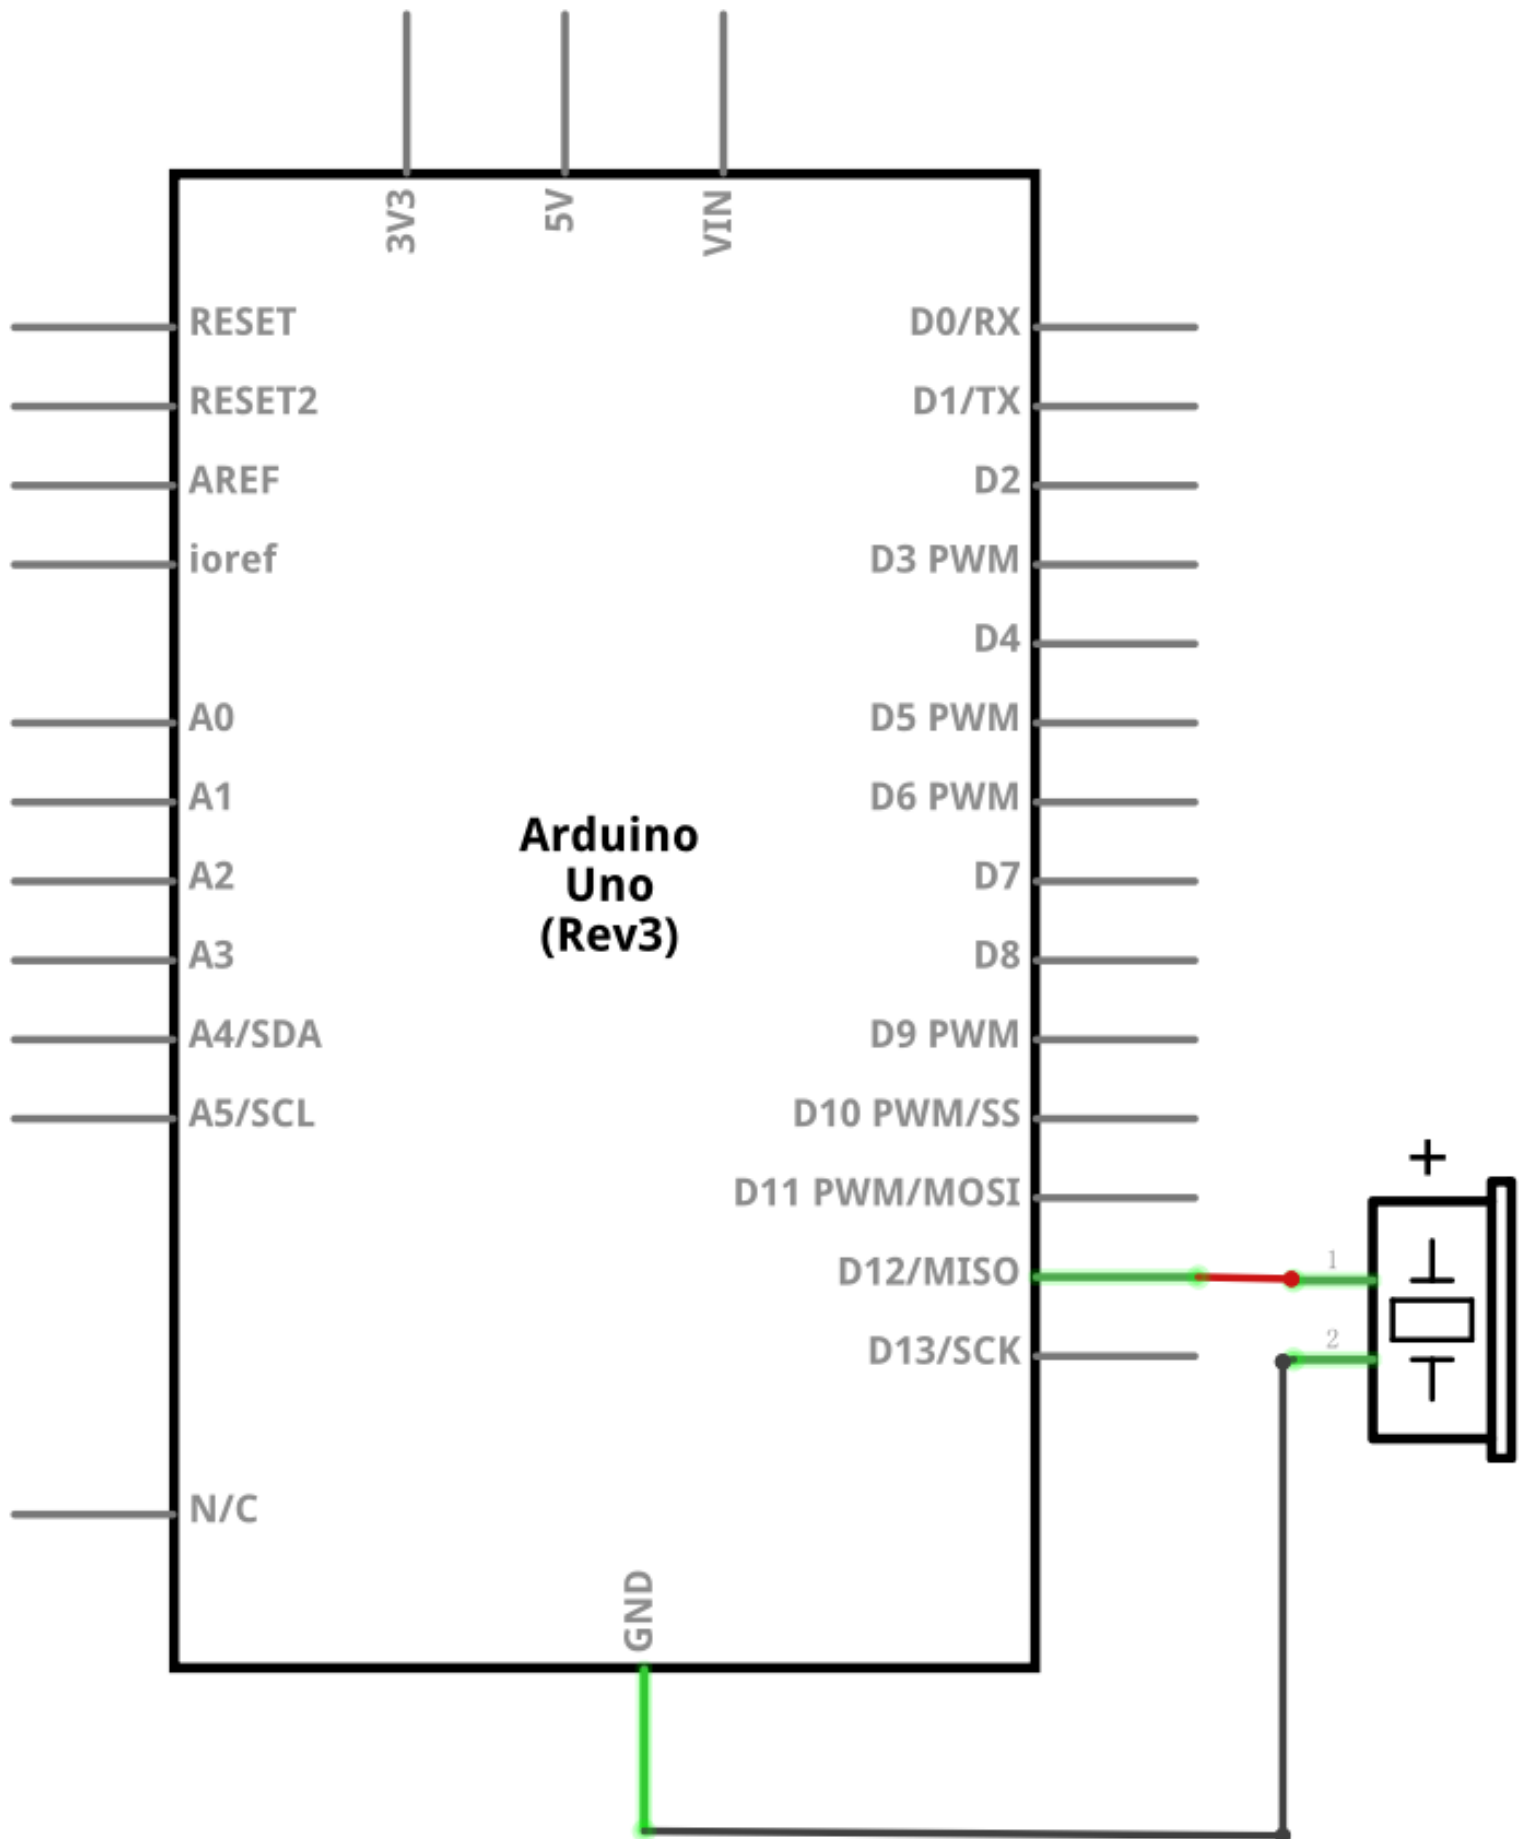 3V3
5V
VIN
RESET
RESET2
AREF
ioref
A0
A1
A2
A3
A4/SDA
A5/SCL
N/C
Arduino
Uno
(Rev3)
D0/RX
D1/TX
D2
D3 PWM
D4
D5 PWM
D6 PWM
D7
D8
D9 PWM
D10 PWM/SS
D11 PWM/MOSI
D12/MISO
D13/SCK
GND
+
1
2